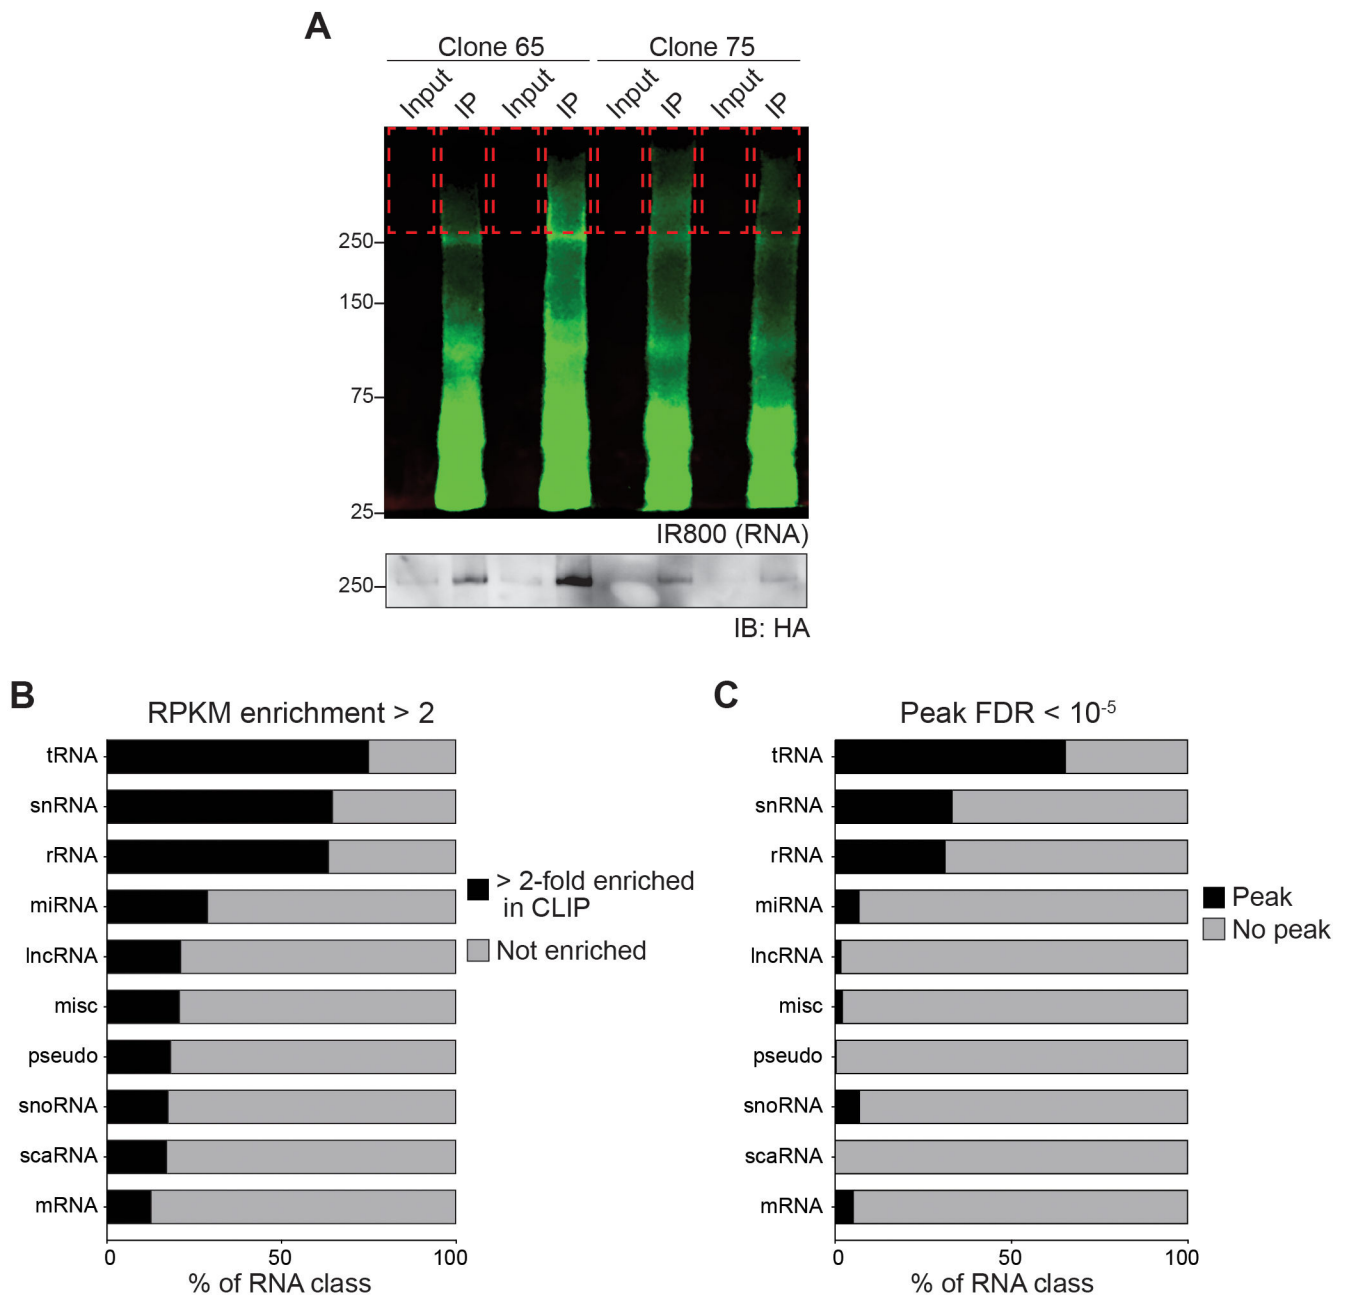 A
Clone 65 Clone 75
Input IP Input IP Input IP Input IP
250
150
75
25
IR800 (RNA)
250
IB: HA
B
RPKM enrichment > 2
tRNA
snRNA
rRNA
miRNA
lncRNA
misc
pseudo
snoRNA
scaRNA
mRNA
0 50 100
% of RNA class
> 2-fold enriched
in CLIP
Not enriched
C
Peak FDR < 10⁻⁵
tRNA
snRNA
rRNA
miRNA
lncRNA
misc
pseudo
snoRNA
scaRNA
mRNA
0 50 100
% of RNA class
Peak
No peak